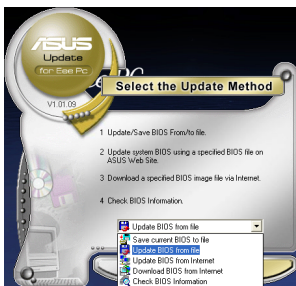 ASUS
Update
for Eee Pc
PC
V1.01.09
Select the Update Method
1 Update/Save BIOS From/to file.
2 Update system BIOS using a specified BIOS file on
ASUS Web Site.
3 Download a specified BIOS image file via Internet.
4 Check BIOS Information.
Update BIOS from file
Save current BIOS to file
Update BIOS from file
Update BIOS from Internet
Download BIOS from Internet
Check BIOS Information